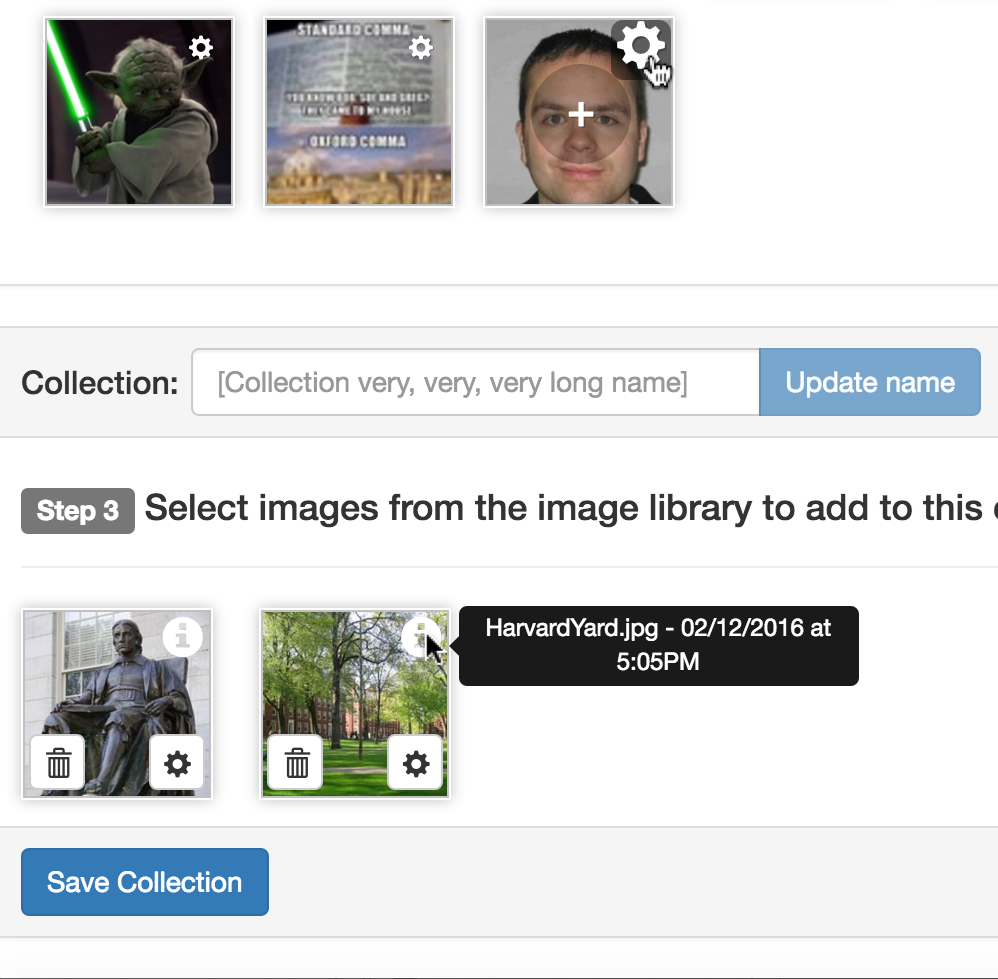 STANDARD COMMA
YOU KNOW BOB, SUE AND GREG?
THEY CAME TO MY HOUSE.
OXFORD COMMA
Collection: [Collection very, very, very long name] Update name
Step 3 Select images from the image library to add to this
HarvardYard.jpg - 02/12/2016 at
5:05PM
Save Collection